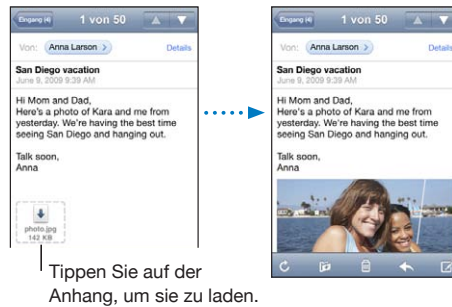 Eingang (4) 1 von 50
Von: Anna Larson Details
San Diego vacation
June 9, 2009 9:39 AM
Hi Mom and Dad,
Here's a photo of Kara and me from
yesterday. We're having the best time
seeing San Diego and hanging out.
Talk soon,
Anna
photo.jpg
142 KB
Tippen Sie auf der
Anhang, um sie zu laden.
Eingang (4) 1 von 50
Von: Anna Larson Details
San Diego vacation
June 9, 2009 9:39 AM
Hi Mom and Dad,
Here's a photo of Kara and me from
yesterday. We're having the best time
seeing San Diego and hanging out.
Talk soon,
Anna